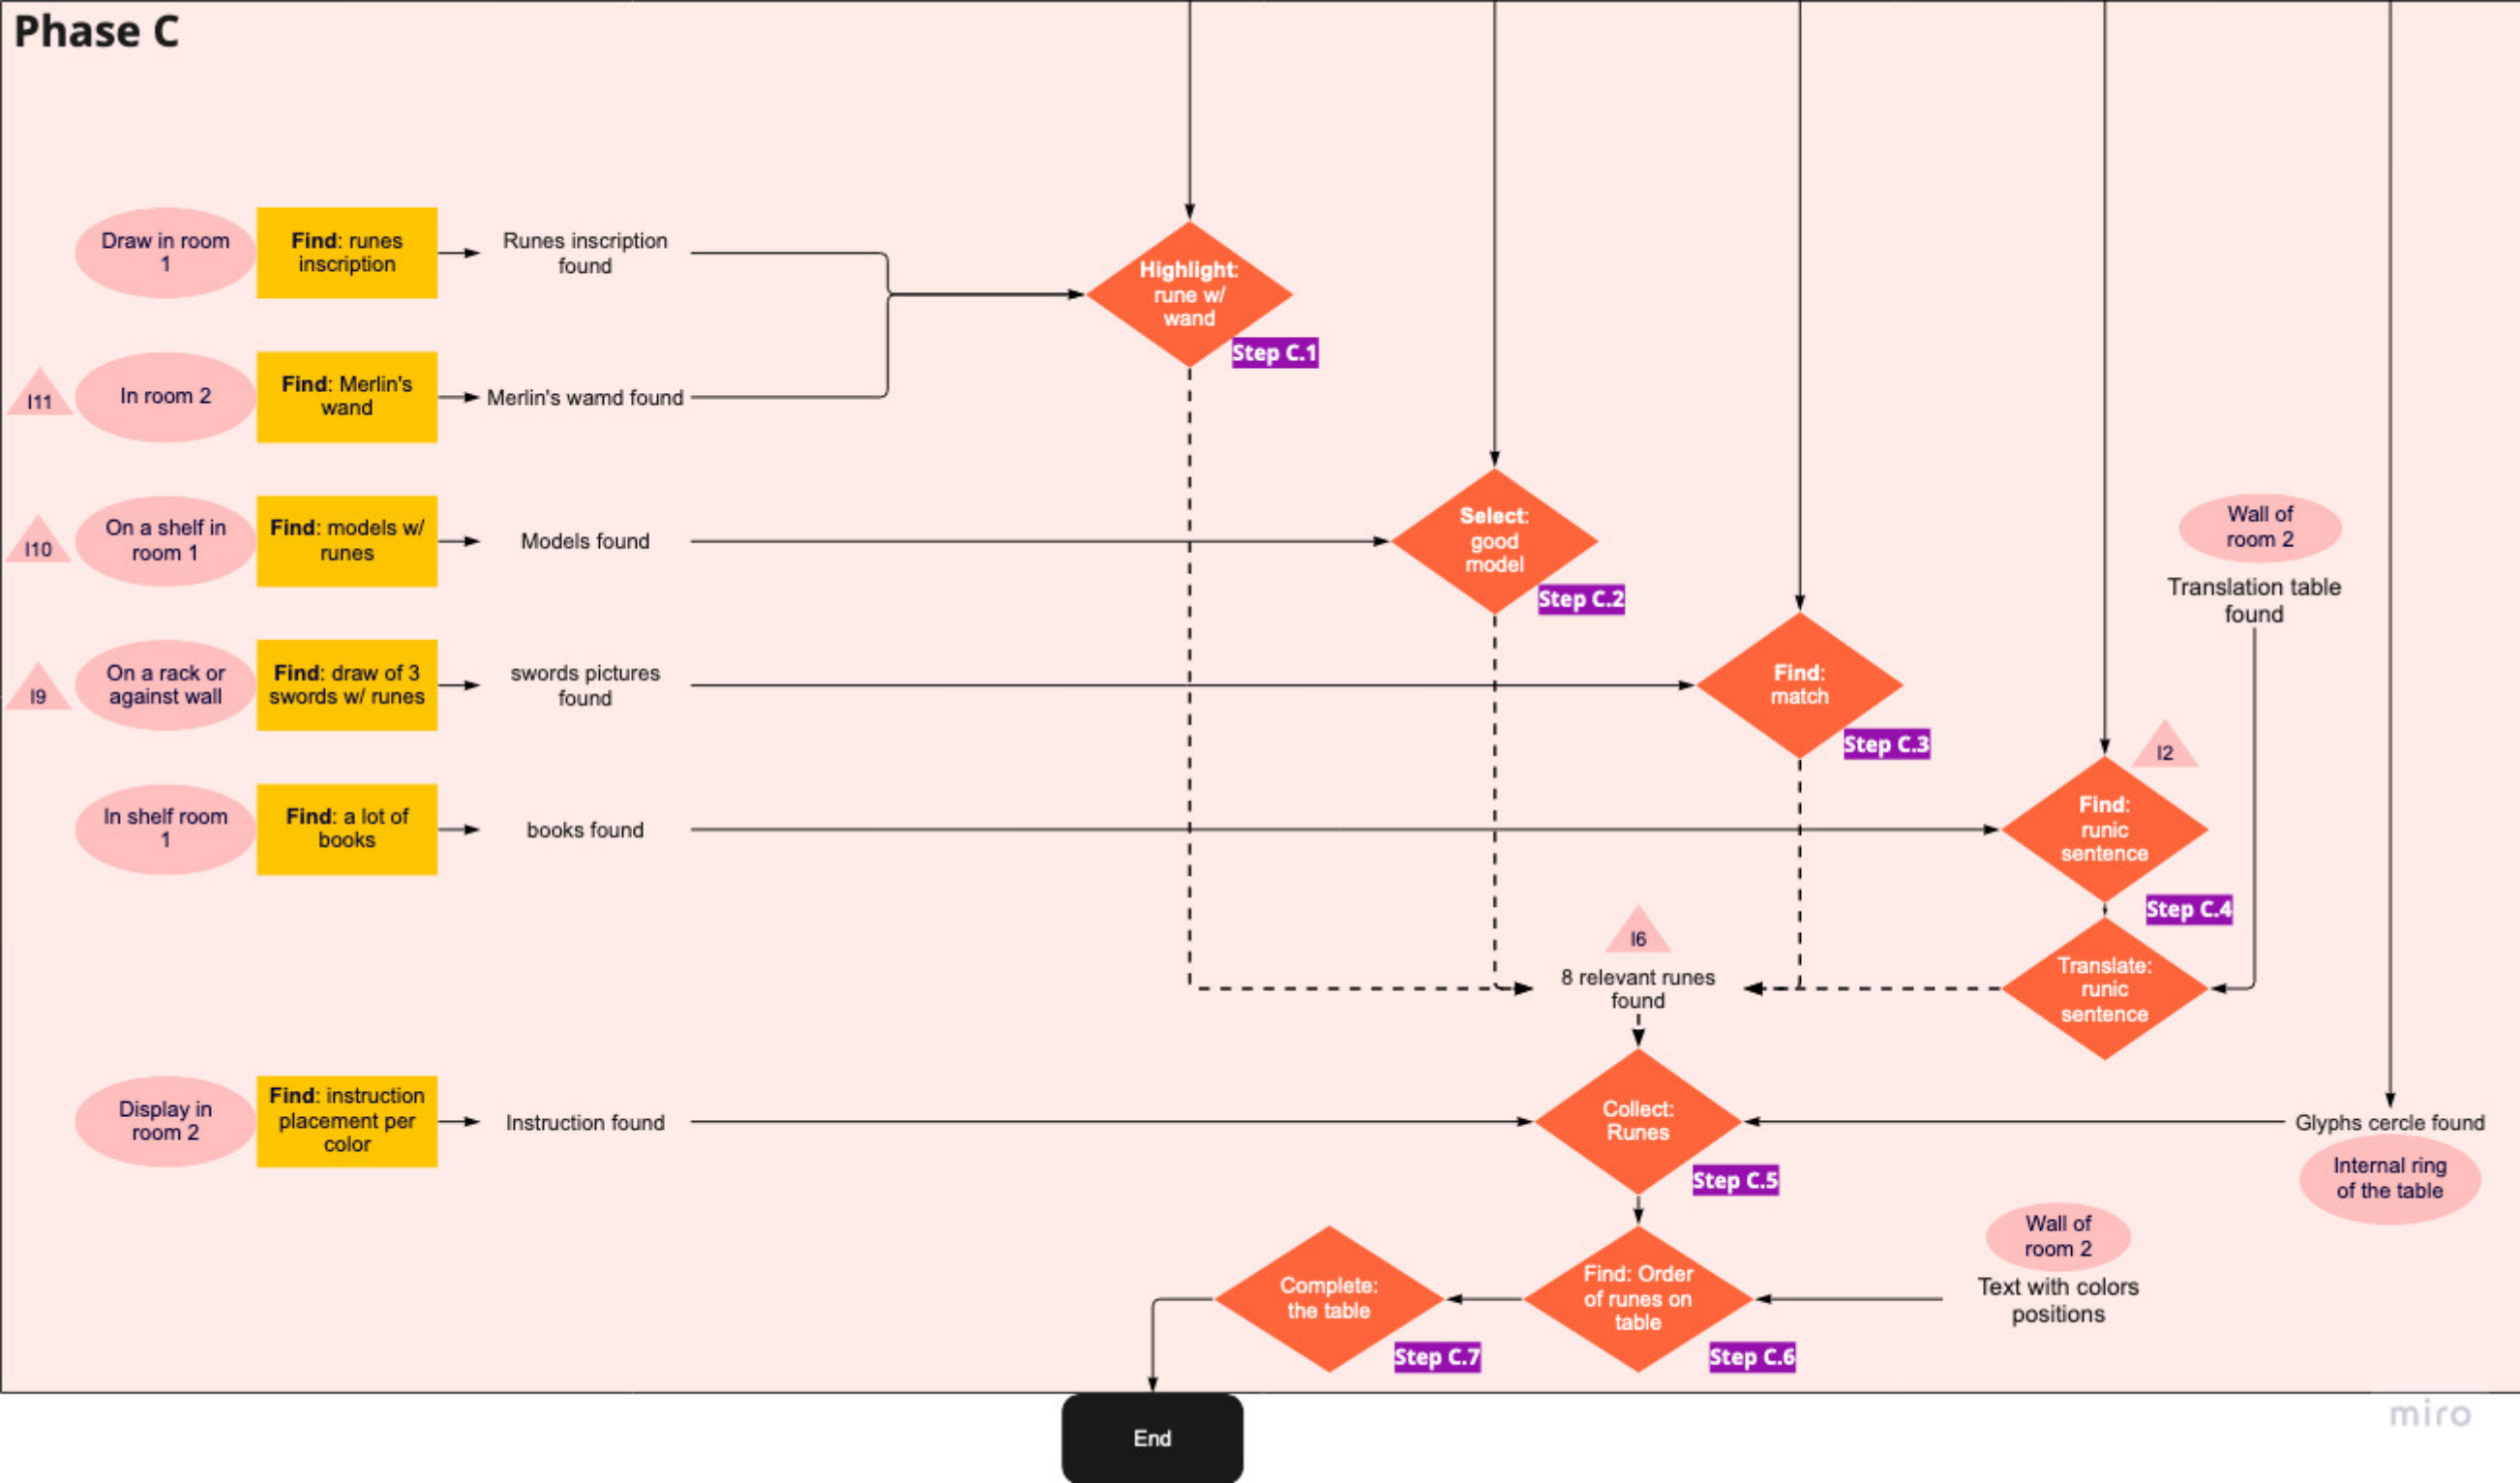 Phase C
Draw in room
1
Find: runes
inscription
Runes inscription
found
Highlight:
rune w/
wand
Step C.1
I11
In room 2
Find: Merlin's
wand
Merlin's wamd found
I10
On a shelf in
room 1
Find: models w/
runes
Models found
Select:
good
model
Step C.2
Wall of
room 2
Translation table
found
I9
On a rack or
against wall
Find: draw of 3
swords w/ runes
swords pictures
found
Find:
match
Step C.3
In shelf room
1
Find: a lot of
books
books found
I2
Find:
runic
sentence
Step C.4
I6
8 relevant runes
found
Translate:
runic
sentence
Display in
room 2
Find: instruction
placement per
color
Instruction found
Collect:
Runes
Step C.5
Glyphs cercle found
Internal ring
of the table
Wall of
room 2
Text with colors
positions
Find: Order
of runes on
table
Step C.6
Complete:
the table
Step C.7
End
miro